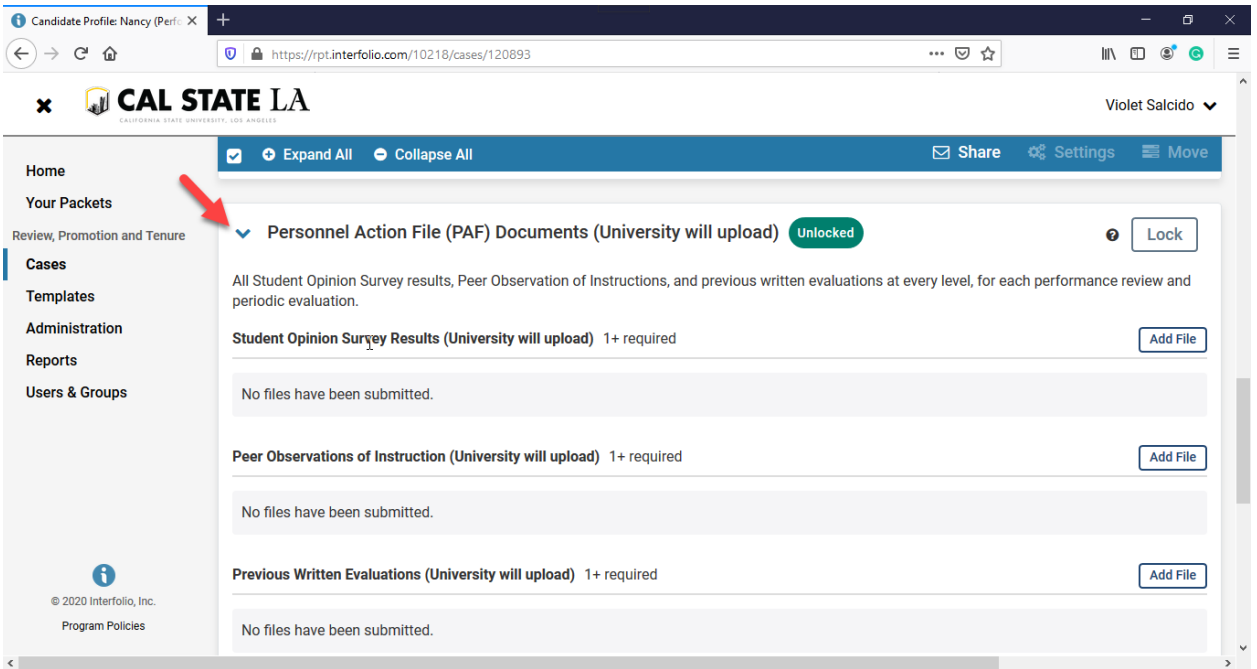 Candidate Profile: Nancy (Perfo
https://rpt.interfolio.com/10218/cases/120893
CAL STATE LA
CALIFORNIA STATE UNIVERSITY, LOS ANGELES
Violet Salcido
Expand All
Collapse All
Share
Settings
Move
Home
Your Packets
Review, Promotion and Tenure
Cases
Templates
Administration
Reports
Users & Groups
Personnel Action File (PAF) Documents (University will upload) Unlocked
Lock
All Student Opinion Survey results, Peer Observation of Instructions, and previous written evaluations at every level, for each performance review and
periodic evaluation.
Student Opinion Survey Results (University will upload) 1+ required
Add File
No files have been submitted.
Peer Observations of Instruction (University will upload) 1+ required
Add File
No files have been submitted.
Previous Written Evaluations (University will upload) 1+ required
Add File
No files have been submitted.
© 2020 Interfolio, Inc.
Program Policies